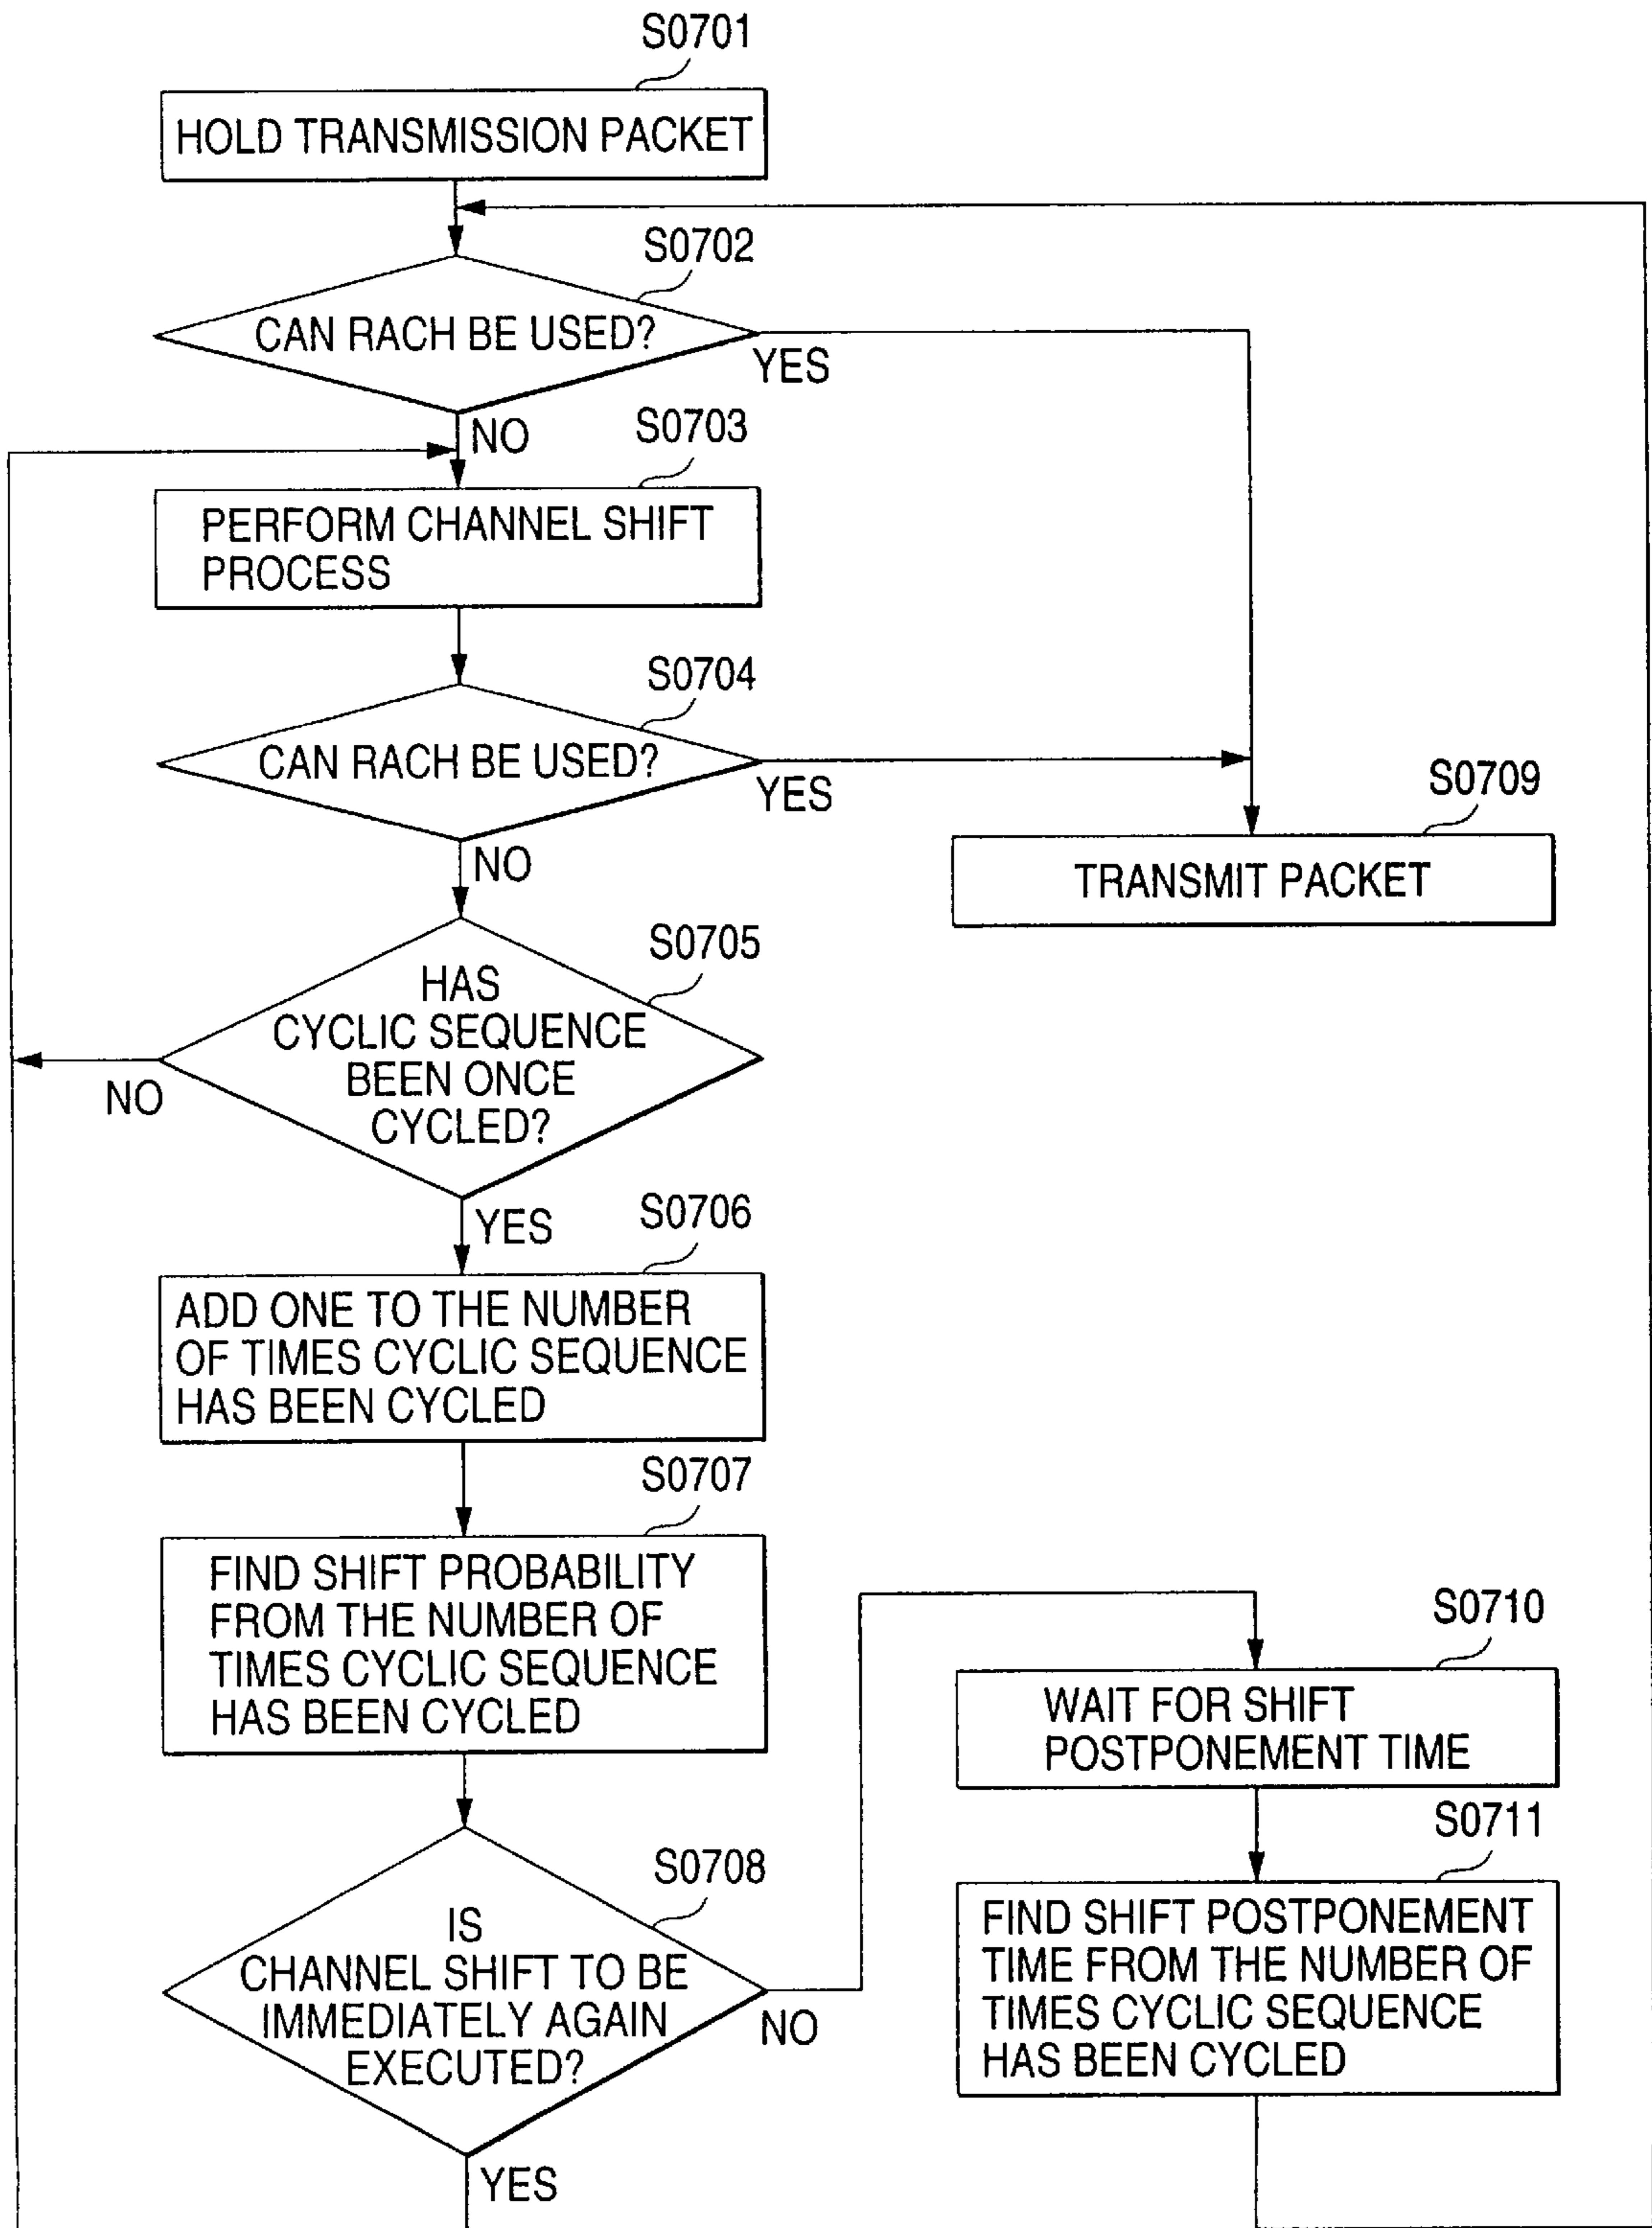 S0701
HOLD TRANSMISSION PACKET
S0702
CAN RACH BE USED?
YES
NO
S0703
PERFORM CHANNEL SHIFT
PROCESS
S0704
CAN RACH BE USED?
YES
S0709
TRANSMIT PACKET
NO
S0705
HAS
CYCLIC SEQUENCE
BEEN ONCE
CYCLED?
NO
YES
S0706
ADD ONE TO THE NUMBER
OF TIMES CYCLIC SEQUENCE
HAS BEEN CYCLED
S0707
FIND SHIFT PROBABILITY
FROM THE NUMBER OF
TIMES CYCLIC SEQUENCE
HAS BEEN CYCLED
S0708
IS
CHANNEL SHIFT TO BE
IMMEDIATELY AGAIN
EXECUTED?
NO
YES
S0710
WAIT FOR SHIFT
POSTPONEMENT TIME
S0711
FIND SHIFT POSTPONEMENT
TIME FROM THE NUMBER OF
TIMES CYCLIC SEQUENCE
HAS BEEN CYCLED